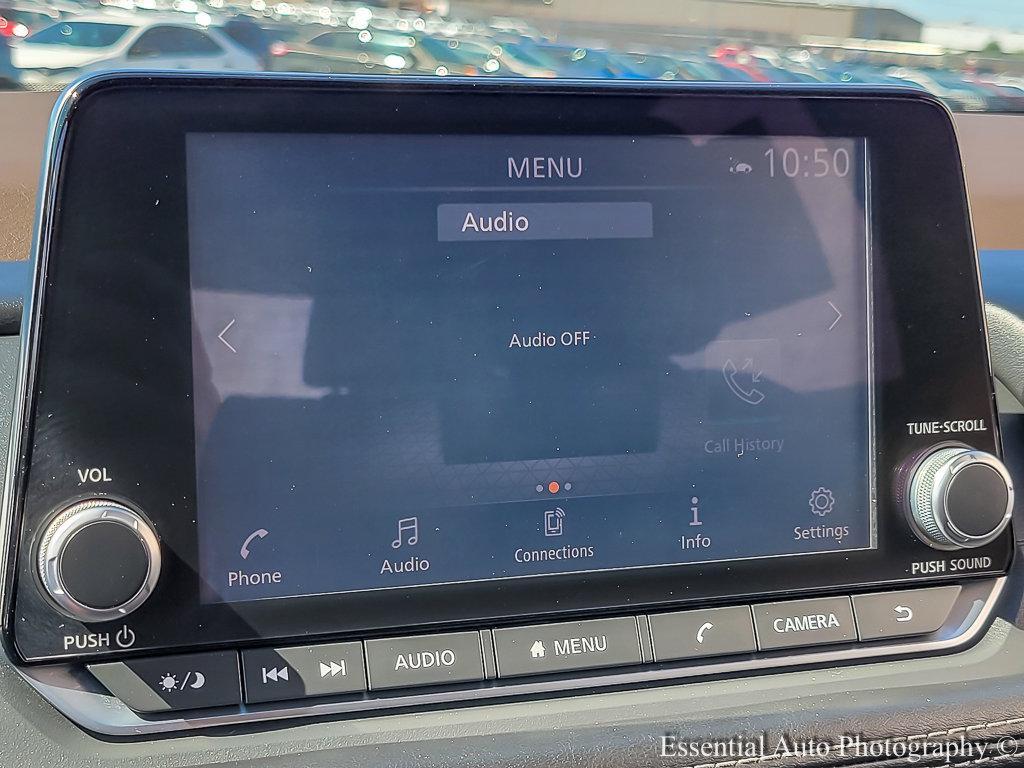 MENU
10:50
Audio
Audio OFF
Call History
Phone
Audio
Connections
Info
Settings
VOL
PUSH
TUNE·SCROLL
PUSH SOUND
AUDIO
MENU
CAMERA
Essential Auto Photography ©